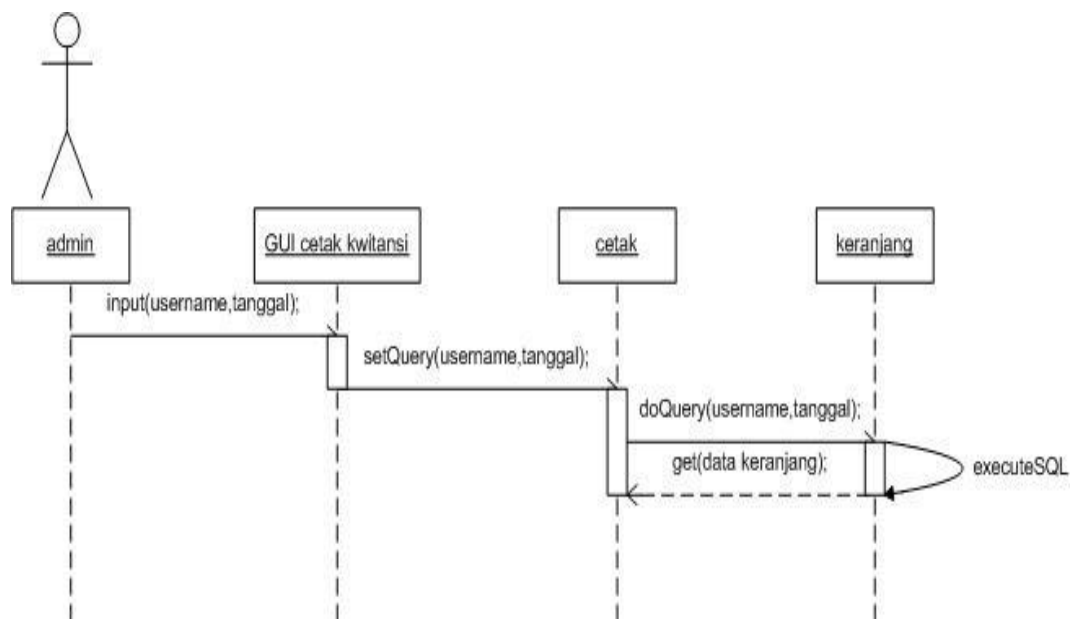 admin
GUI cetak kwitansi
cetak
keranjang
input(username,tanggal);
setQuery(username,tanggal);
doQuery(username,tanggal);
get(data keranjang);
executeSQL